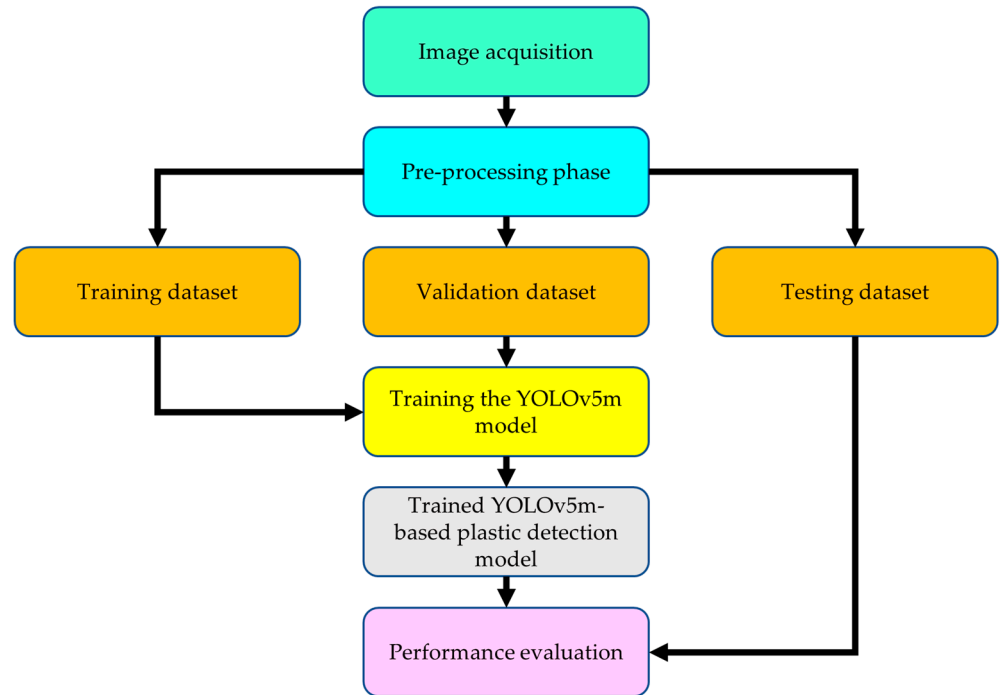 Image acquisition
Pre-processing phase
Training dataset
Validation dataset
Testing dataset
Training the YOLOv5m
model
Trained YOLOv5m-
based plastic detection
model
Performance evaluation